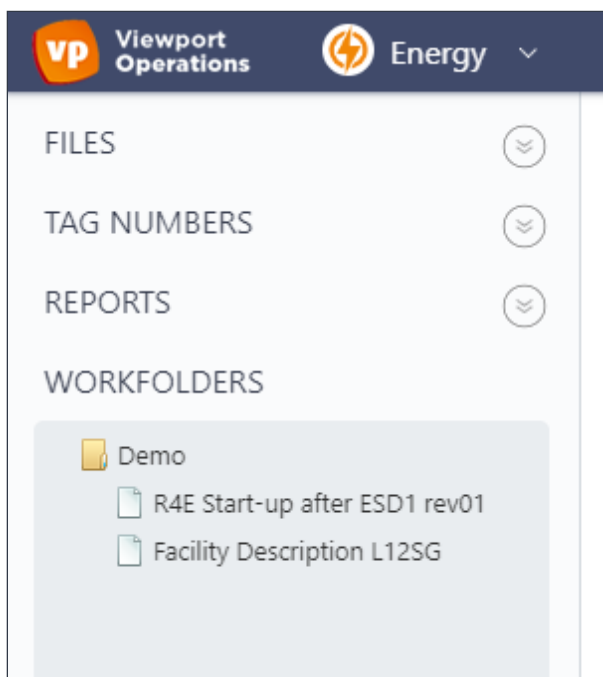 vp
Viewport
Operations
Energy
FILES
TAG NUMBERS
REPORTS
WORKFOLDERS
Demo
R4E Start-up after ESD1 rev01
Facility Description L12SG